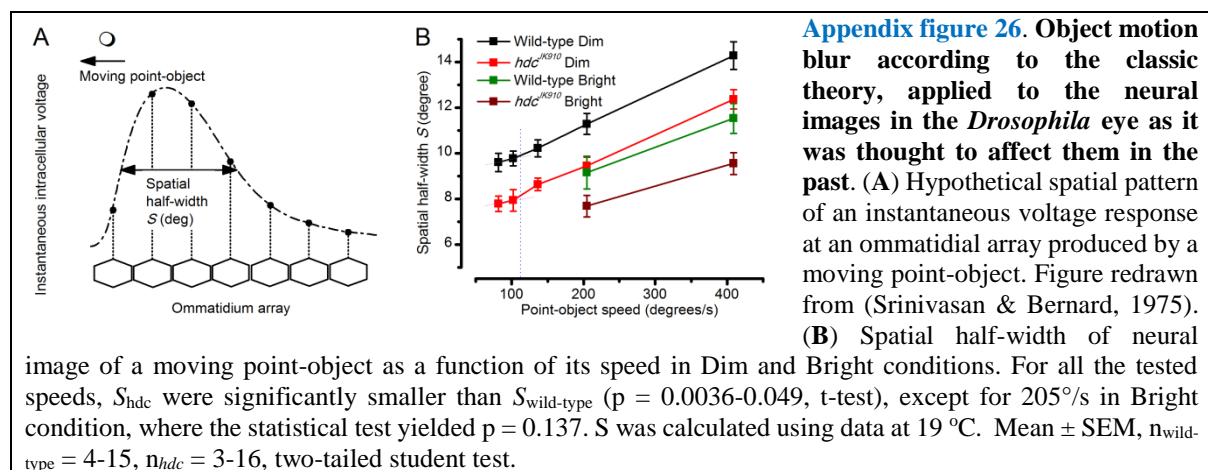 A
Moving point-object
Instantaneous intracellular voltage
Spatial
half-width
S (deg)
Ommatidium array
B
Wild-type Dim
hdcJK910 Dim
Wild-type Bright
hdcJK910 Bright
Spatial half-width S (degree)
14
12
10
8
6
100 200 300 400
Point-object speed (degrees/s)
Appendix figure 26. Object motion
blur according to the classic
theory, applied to the neural
images in the Drosophila eye as it
was thought to affect them in the
past. (A) Hypothetical spatial pattern
of an instantaneous voltage response
at an ommatidial array produced by a
moving point-object. Figure redrawn
from (Srinivasan & Bernard, 1975).
(B) Spatial half-width of neural
image of a moving point-object as a function of its speed in Dim and Bright conditions. For all the tested
speeds, Shdc were significantly smaller than Swild-type (p = 0.0036-0.049, t-test), except for 205°/s in Bright
condition, where the statistical test yielded p = 0.137. S was calculated using data at 19 °C. Mean ± SEM, nwild-
type = 4-15, nhdc = 3-16, two-tailed student test.